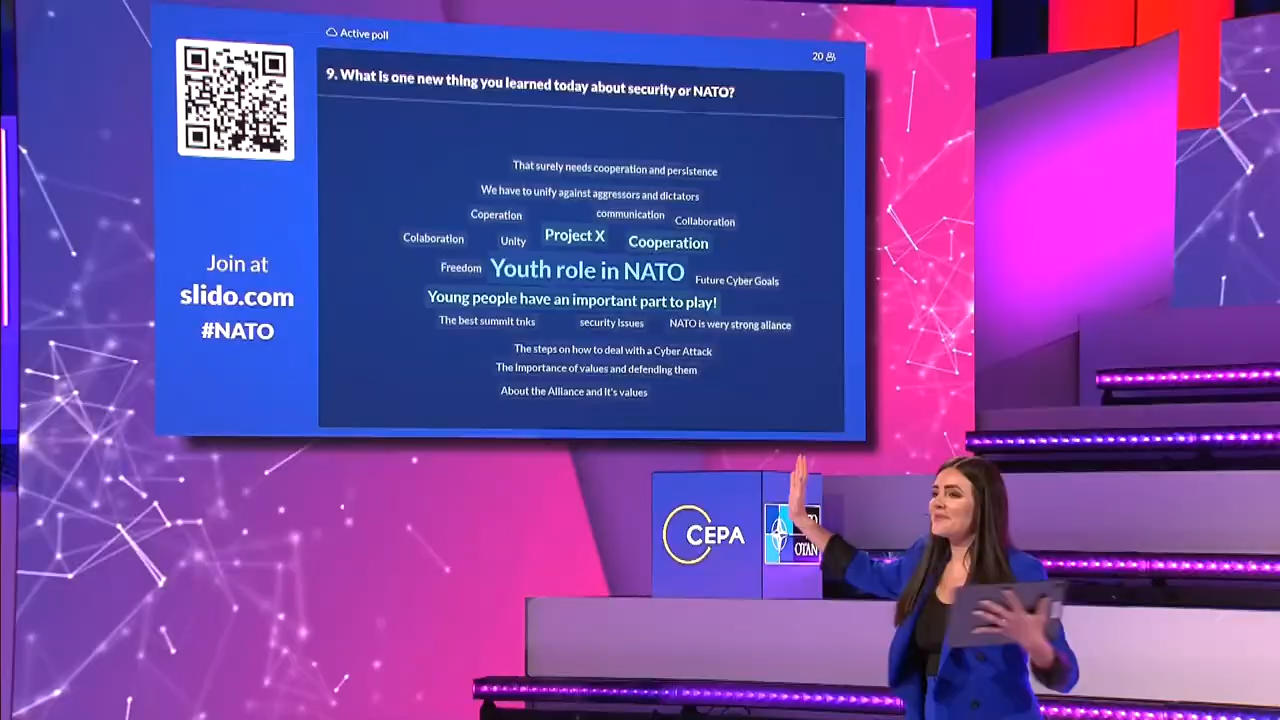 Active poll
20
9. What is one new thing you learned today about security or NATO?
That surely needs cooperation and persistence
We have to unify against aggressors and dictators
Coperation communication Collaboration
Colaboration Unity Project X Cooperation
Freedom Youth role in NATO Future Cyber Goals
Young people have an important part to play!
The best summit tnks security issues NATO is wery strong aliance
The steps on how to deal with a Cyber Attack
The importance of values and defending them
About the Alliance and it's values
Join at
slido.com
#NATO
CEPA
OTAN